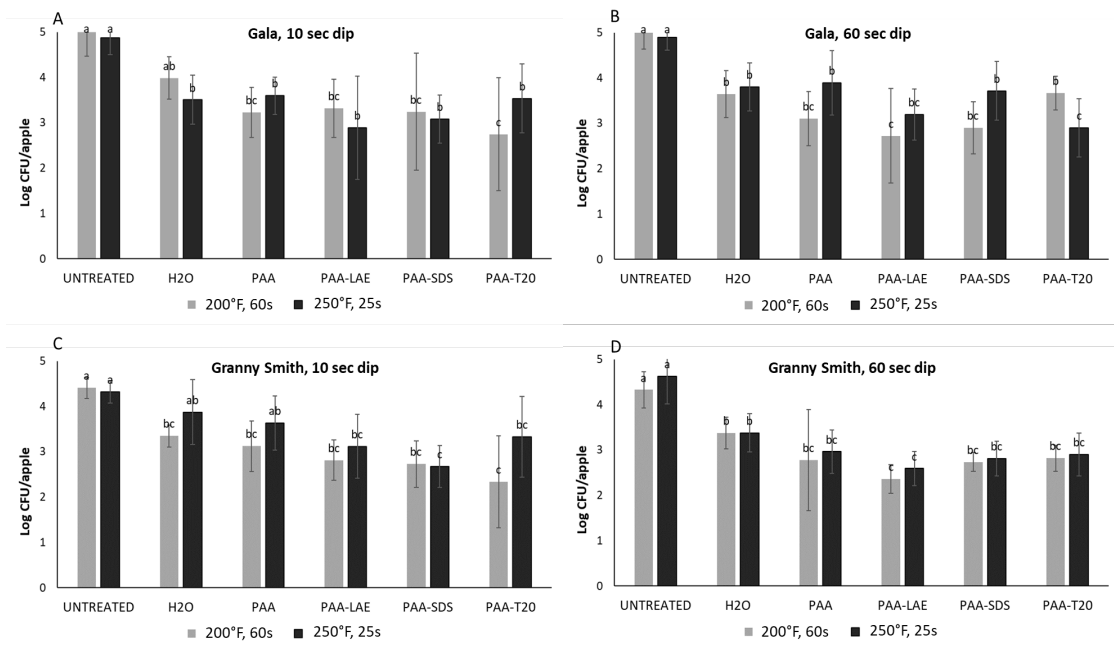 A
Gala, 10 sec dip
Log CFU/apple
5
4
3
2
1
0
a a ab b bc b bc b bc b c b
UNTREATED H2O PAA PAA-LAE PAA-SDS PAA-T20
200°F, 60s 250°F, 25s
B
Gala, 60 sec dip
Log CFU/apple
5
4
3
2
1
0
a a b b bc b c bc bc b b c
UNTREATED H2O PAA PAA-LAE PAA-SDS PAA-T20
200°F, 60s 250°F, 25s
C
Granny Smith, 10 sec dip
Log CFU/apple
5
4
3
2
1
0
a a bc ab bc ab bc bc bc c c bc
UNTREATED H2O PAA PAA-LAE PAA-SDS PAA-T20
200°F, 60s 250°F, 25s
D
Granny Smith, 60 sec dip
Log CFU/apple
5
4
3
2
1
0
a a b b bc bc c c bc bc bc bc
UNTREATED H2O PAA PAA-LAE PAA-SDS PAA-T20
200°F, 60s 250°F, 25s